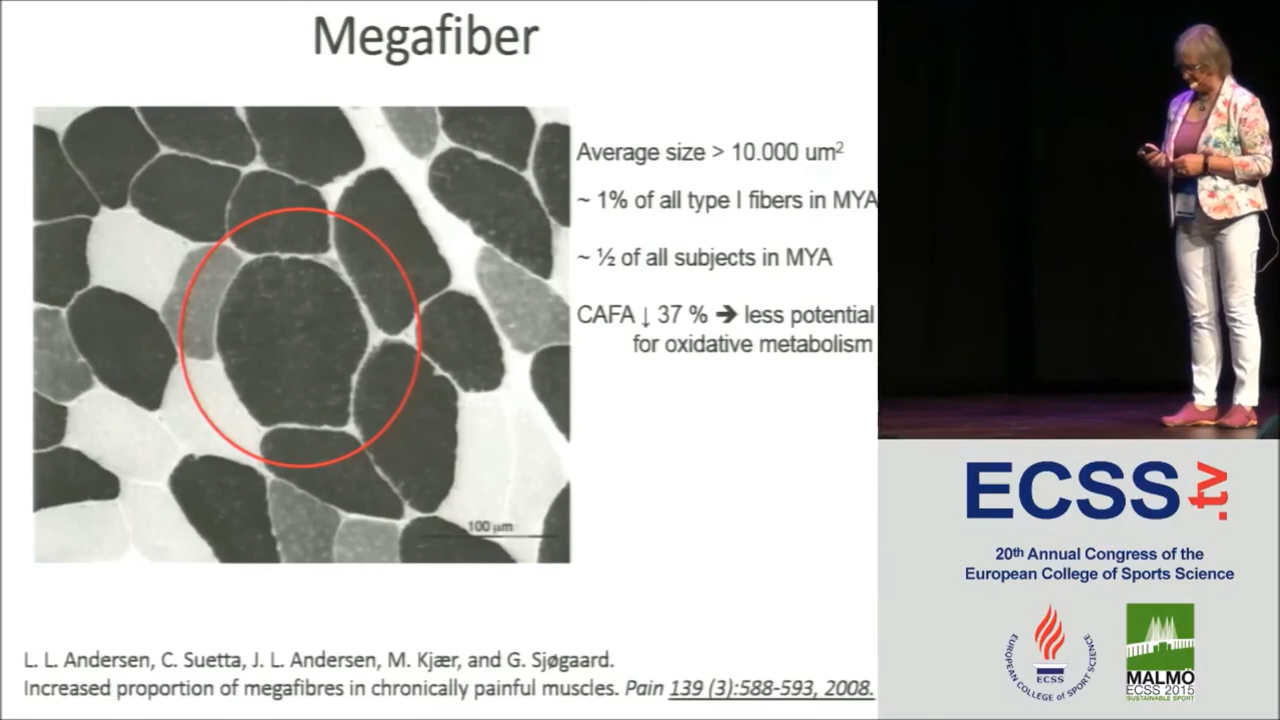 Megafiber
Average size > 10.000 um²
~ 1% of all type I fibers in MYA
~ ½ of all subjects in MYA
CAFA ↓ 37 % ➔ less potential
for oxidative metabolism
100 µm
L. L. Andersen, C. Suetta, J. L. Andersen, M. Kjær, and G. Sjøgaard.
Increased proportion of megafibres in chronically painful muscles. Pain 139 (3):588-593, 2008.
ECSS.tv
20th Annual Congress of the
European College of Sports Science
EUROPEAN COLLEGE of SPORT SCIENCE
ECSS
MALMÖ
ECSS 2015
SUSTAINABLE SPORT